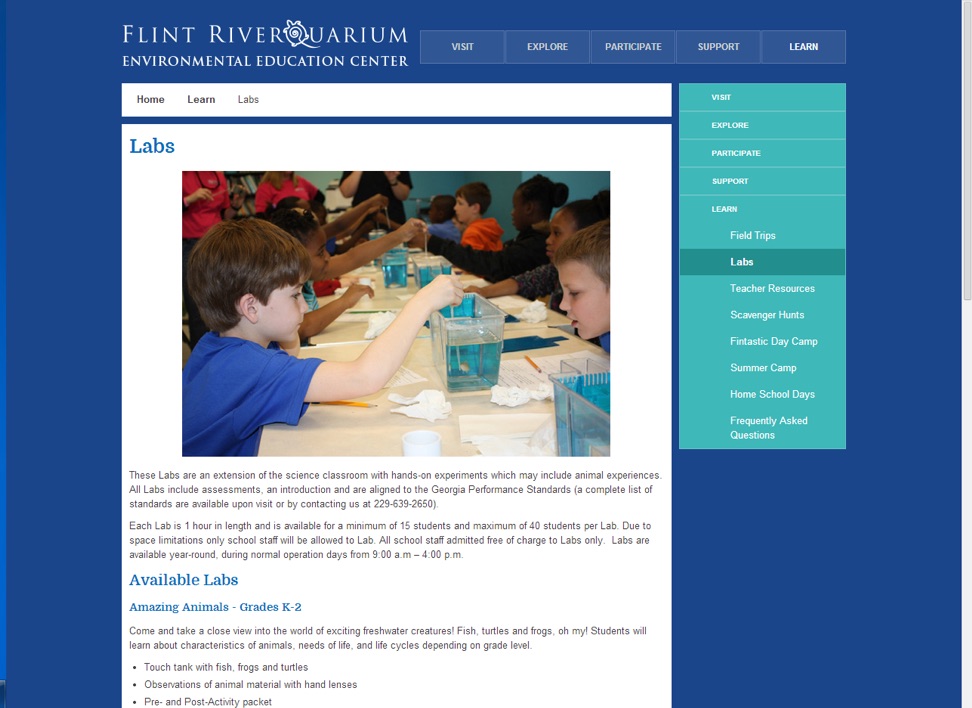 FLINT RIVERQUARIUM
ENVIRONMENTAL EDUCATION CENTER
VISIT EXPLORE PARTICIPATE SUPPORT LEARN
Home Learn Labs
Labs
These Labs are an extension of the science classroom with hands-on experiments which may include animal experiences.
All Labs include assessments, an introduction and are aligned to the Georgia Performance Standards (a complete list of
standards are available upon visit or by contacting us at 229-639-2650).
Each Lab is 1 hour in length and is available for a minimum of 15 students and maximum of 40 students per Lab. Due to
space limitations only school staff will be allowed to Lab. All school staff admitted free of charge to Labs only. Labs are
available year-round, during normal operation days from 9:00 a.m – 4:00 p.m.
Available Labs
Amazing Animals - Grades K-2
Come and take a close view into the world of exciting freshwater creatures! Fish, turtles and frogs, oh my! Students will
learn about characteristics of animals, needs of life, and life cycles depending on grade level.
• Touch tank with fish, frogs and turtles
• Observations of animal material with hand lenses
• Pre- and Post-Activity packet
VISIT
EXPLORE
PARTICIPATE
SUPPORT
LEARN
Field Trips
Labs
Teacher Resources
Scavenger Hunts
Fintastic Day Camp
Summer Camp
Home School Days
Frequently Asked
Questions